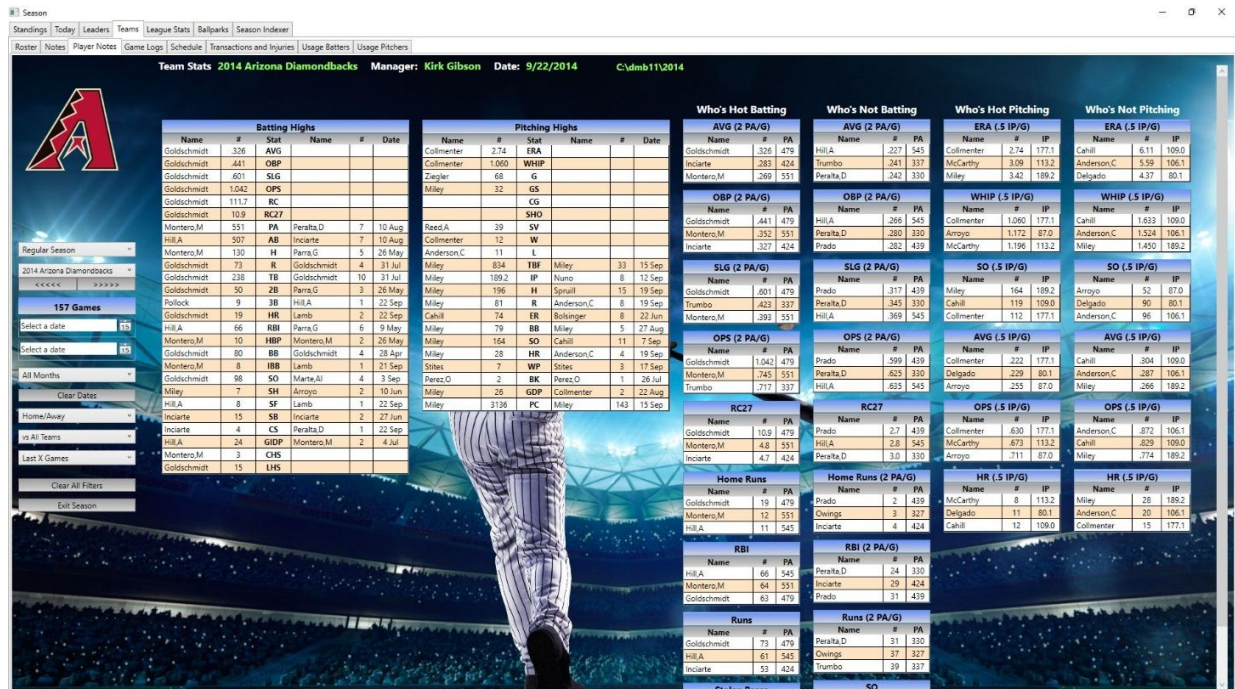 Season
Standings Today Leaders Teams League Stats Ballparks Season Indexer
Roster Notes Player Notes Game Logs Schedule Transactions and Injuries Usage Batters Usage Pitchers
Team Stats 2014 Arizona Diamondbacks Manager: Kirk Gibson Date: 9/22/2014 C:\dmb11\2014
Regular Season
2014 Arizona Diamondbacks
<<<<< >>>>>
157 Games
Select a date 15
Select a date 15
All Months
Clear Dates
Home/Away
vs All Teams
Last X Games
Clear All Filters
Exit Season
Batting Highs
Name # Stat Name # Date
Goldschmidt .326 AVG
Goldschmidt .441 OBP
Goldschmidt .601 SLG
Goldschmidt 1.042 OPS
Goldschmidt 111.7 RC
Goldschmidt 10.9 RC27
Montero,M 551 PA Peralta,D 7 10 Aug
Hill,A 507 AB Inciarte 7 10 Aug
Montero,M 130 H Parra,G 5 26 May
Goldschmidt 73 R Goldschmidt 4 31 Jul
Goldschmidt 238 TB Goldschmidt 10 31 Jul
Goldschmidt 50 2B Parra,G 3 26 May
Pollock 9 3B Hill,A 1 22 Sep
Goldschmidt 19 HR Lamb 2 22 Sep
Hill,A 66 RBI Parra,G 6 9 May
Montero,M 10 HBP Montero,M 2 26 May
Goldschmidt 80 BB Goldschmidt 4 28 Apr
Montero,M 8 IBB Lamb 1 21 Sep
Goldschmidt 98 SO Marte,Al 4 3 Sep
Miley 7 SH Arroyo 2 10 Jun
Hill,A 8 SF Lamb 1 22 Sep
Inciarte 15 SB Inciarte 2 27 Jun
Inciarte 4 CS Peralta,D 1 22 Sep
Hill,A 24 GIDP Montero,M 2 4 Jul
Montero,M 3 CHS
Goldschmidt 15 LHS
Pitching Highs
Name # Stat Name # Date
Collmenter 2.74 ERA
Collmenter 1.060 WHIP
Ziegler 68 G
Miley 32 GS
CG
SHO
Reed,A 39 SV
Collmenter 12 W
Anderson,C 11 L
Miley 834 TBF Miley 33 15 Sep
Miley 189.2 IP Nuno 8 12 Sep
Miley 196 H Spruill 15 19 Sep
Miley 81 R Anderson,C 8 19 Sep
Cahill 74 ER Bolsinger 8 22 Jun
Miley 79 BB Miley 5 27 Aug
Miley 164 SO Cahill 11 7 Sep
Miley 28 HR Anderson,C 4 19 Sep
Stites 7 WP Stites 3 17 Sep
Perez,O 2 BK Perez,O 1 26 Jul
Miley 26 GDP Collmenter 2 22 Aug
Miley 3136 PC Miley 143 15 Sep
Who's Hot Batting
AVG (2 PA/G)
Name # PA
Goldschmidt .326 479
Inciarte .283 424
Montero,M .269 551
OBP (2 PA/G)
Name # PA
Goldschmidt .441 479
Montero,M .352 551
Inciarte .327 424
SLG (2 PA/G)
Name # PA
Goldschmidt .601 479
Trumbo .423 337
Montero,M .393 551
OPS (2 PA/G)
Name # PA
Goldschmidt 1.042 479
Montero,M .745 551
Trumbo .717 337
RC27
Name # PA
Goldschmidt 10.9 479
Montero,M 4.8 551
Inciarte 4.7 424
Home Runs
Name # PA
Goldschmidt 19 479
Montero,M 12 551
Hill,A 11 545
RBI
Name # PA
Hill,A 66 545
Montero,M 64 551
Goldschmidt 63 479
Runs
Name # PA
Goldschmidt 73 479
Hill,A 61 545
Inciarte 53 424
Who's Not Batting
AVG (2 PA/G)
Name # PA
Hill,A .227 545
Trumbo .241 337
Peralta,D .242 330
OBP (2 PA/G)
Name # PA
Hill,A .266 545
Peralta,D .280 330
Prado .282 439
SLG (2 PA/G)
Name # PA
Prado .317 439
Peralta,D .345 330
Hill,A .369 545
OPS (2 PA/G)
Name # PA
Prado .599 439
Peralta,D .625 330
Hill,A .635 545
RC27
Name # PA
Prado 2.7 439
Hill,A 2.8 545
Peralta,D 3.0 330
Home Runs (2 PA/G)
Name # PA
Prado 2 439
Owings 3 327
Inciarte 4 424
RBI (2 PA/G)
Name # PA
Peralta,D 24 330
Inciarte 29 424
Prado 31 439
Runs (2 PA/G)
Name # PA
Peralta,D 31 330
Owings 37 327
Trumbo 39 337
SO
Who's Hot Pitching
ERA (.5 IP/G)
Name # IP
Collmenter 2.74 177.1
McCarthy 3.09 113.2
Miley 3.42 189.2
WHIP (.5 IP/G)
Name # IP
Collmenter 1.060 177.1
Arroyo 1.172 87.0
McCarthy 1.196 113.2
SO (.5 IP/G)
Name # IP
Miley 164 189.2
Cahill 119 109.0
Collmenter 112 177.1
AVG (.5 IP/G)
Name # IP
Collmenter .222 177.1
Delgado .229 80.1
Arroyo .255 87.0
OPS (.5 IP/G)
Name # IP
Collmenter .630 177.1
McCarthy .673 113.2
Arroyo .711 87.0
HR (.5 IP/G)
Name # IP
McCarthy 8 113.2
Delgado 11 80.1
Cahill 12 109.0
Who's Not Pitching
ERA (.5 IP/G)
Name # IP
Cahill 6.11 109.0
Anderson,C 5.59 106.1
Delgado 4.37 80.1
WHIP (.5 IP/G)
Name # IP
Cahill 1.633 109.0
Anderson,C 1.524 106.1
Miley 1.450 189.2
SO (.5 IP/G)
Name # IP
Arroyo 52 87.0
Delgado 90 80.1
Anderson,C 96 106.1
AVG (.5 IP/G)
Name # IP
Cahill .304 109.0
Anderson,C .287 106.1
Miley .266 189.2
OPS (.5 IP/G)
Name # IP
Anderson,C .872 106.1
Cahill .829 109.0
Miley .774 189.2
HR (.5 IP/G)
Name # IP
Miley 28 189.2
Anderson,C 20 106.1
Collmenter 15 177.1